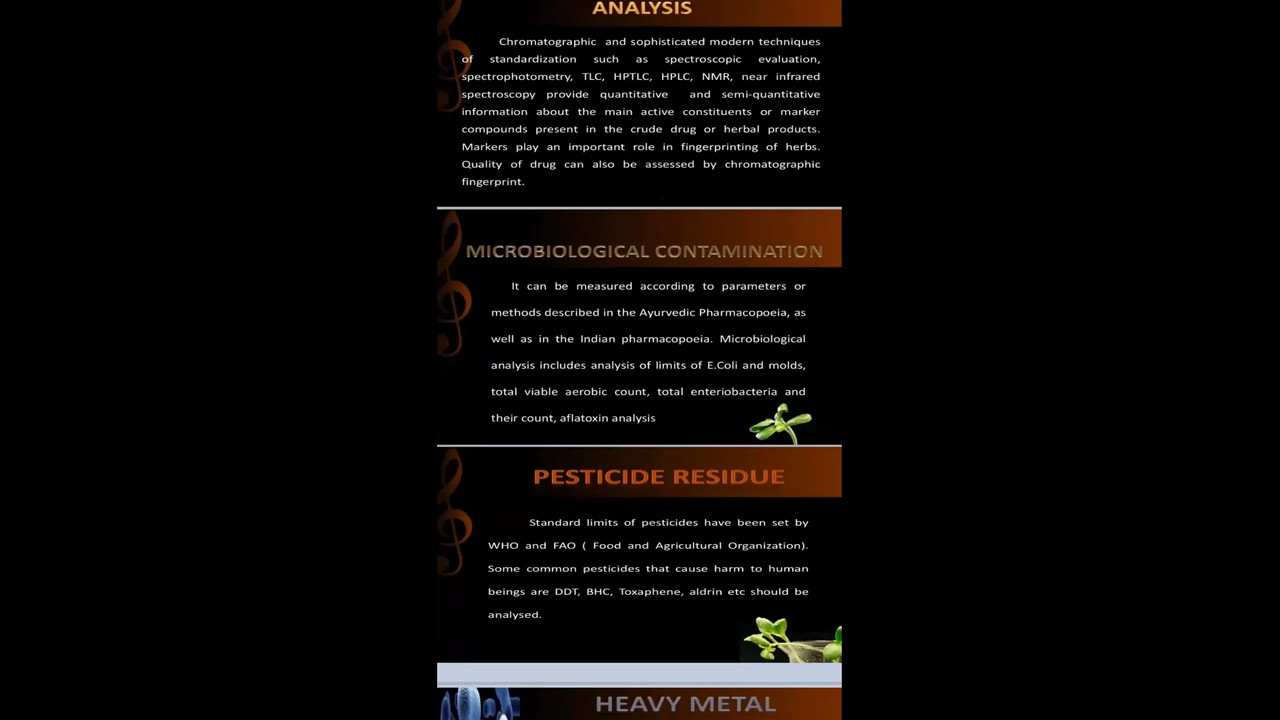 ANALYSIS
Chromatographic and sophisticated modern techniques
of standardization such as spectroscopic evaluation,
spectrophotometry, TLC, HPTLC, HPLC, NMR, near infrared
spectroscopy provide quantitative and semi-quantitative
information about the main active constituents or marker
compounds present in the crude drug or herbal products.
Markers play an important role in fingerprinting of herbs.
Quality of drug can also be assessed by chromatographic
fingerprint.
MICROBIOLOGICAL CONTAMINATION
It can be measured according to parameters or
methods described in the Ayurvedic Pharmacopoeia, as
well as in the Indian pharmacopoeia. Microbiological
analysis includes analysis of limits of E.Coli and molds,
total viable aerobic count, total enteriobacteria and
their count, aflatoxin analysis
PESTICIDE RESIDUE
Standard limits of pesticides have been set by
WHO and FAO ( Food and Agricultural Organization).
Some common pesticides that cause harm to human
beings are DDT, BHC, Toxaphene, aldrin etc should be
analysed.
HEAVY METAL